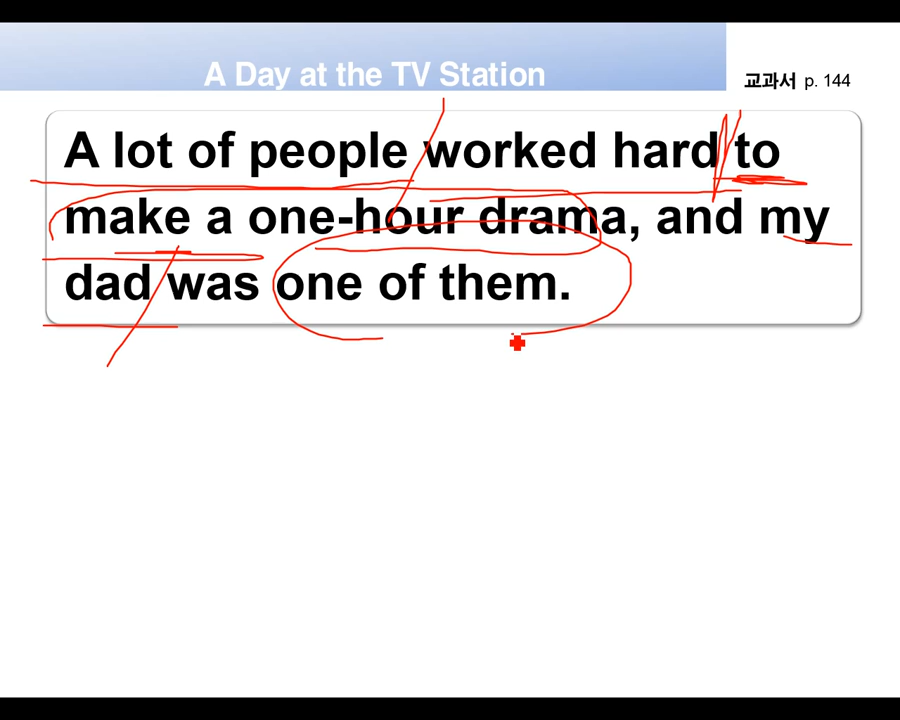 A Day at the TV Station
교과서 p. 144
A lot of people worked hard to
make a one-hour drama, and my
dad was one of them.